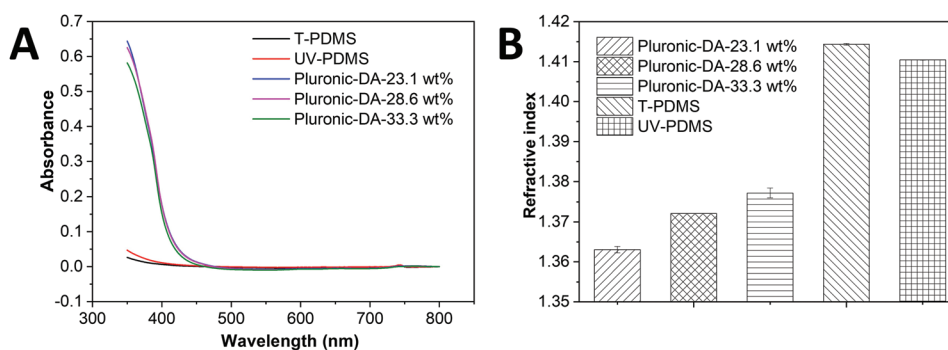 A
0.7
0.6
0.5
0.4
0.3
0.2
0.1
0.0
-0.1
Absorbance
T-PDMS
UV-PDMS
Pluronic-DA-23.1 wt%
Pluronic-DA-28.6 wt%
Pluronic-DA-33.3 wt%
300 400 500 600 700 800
Wavelength (nm)
B
1.42
1.41
1.40
1.39
1.38
1.37
1.36
1.35
Refractive index
Pluronic-DA-23.1 wt%
Pluronic-DA-28.6 wt%
Pluronic-DA-33.3 wt%
T-PDMS
UV-PDMS